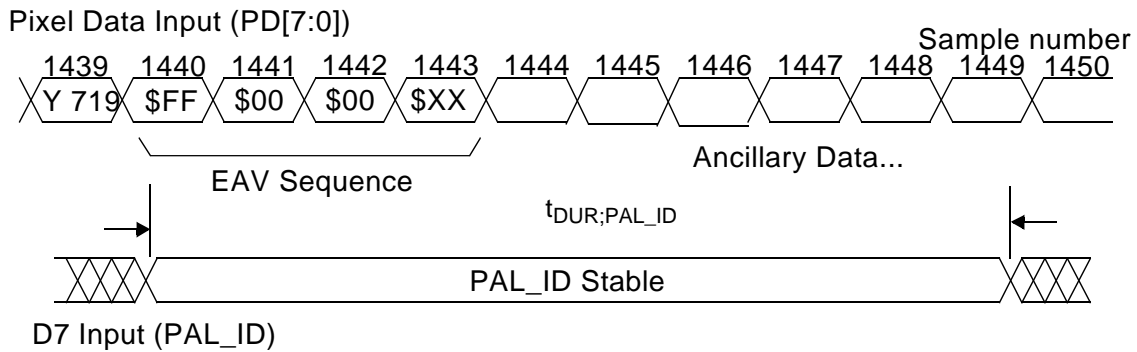 Pixel Data Input (PD[7:0])
Sample number
1439 1440 1441 1442 1443 1444 1445 1446 1447 1448 1449 1450
Y 719 $FF $00 $00 $XX
EAV Sequence
Ancillary Data...
tDUR;PAL_ID
PAL_ID Stable
D7 Input (PAL_ID)